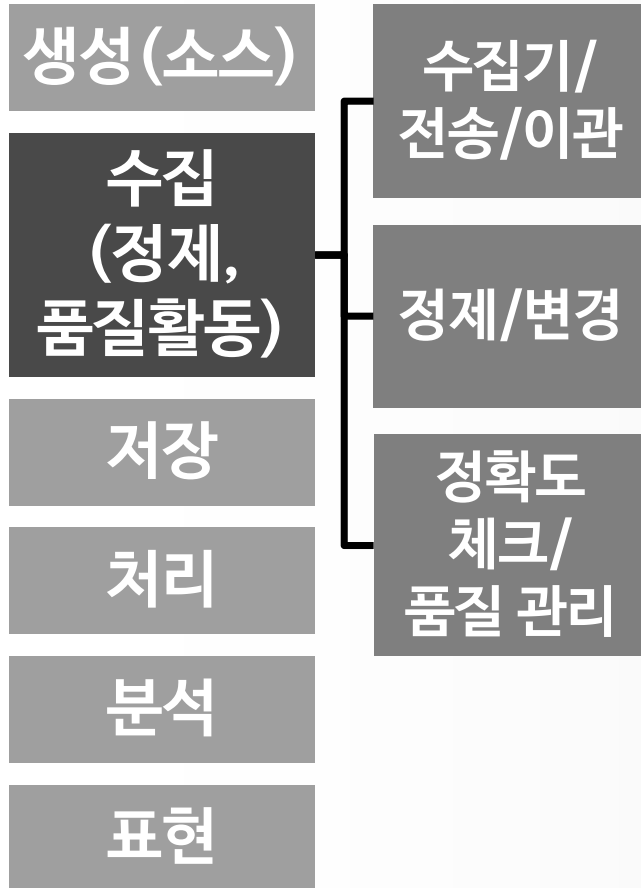 생성(소스)
수집
(정제,
품질활동)
저장
처리
분석
표현
수집기/
전송/이관
정제/변경
정확도
체크/
품질 관리